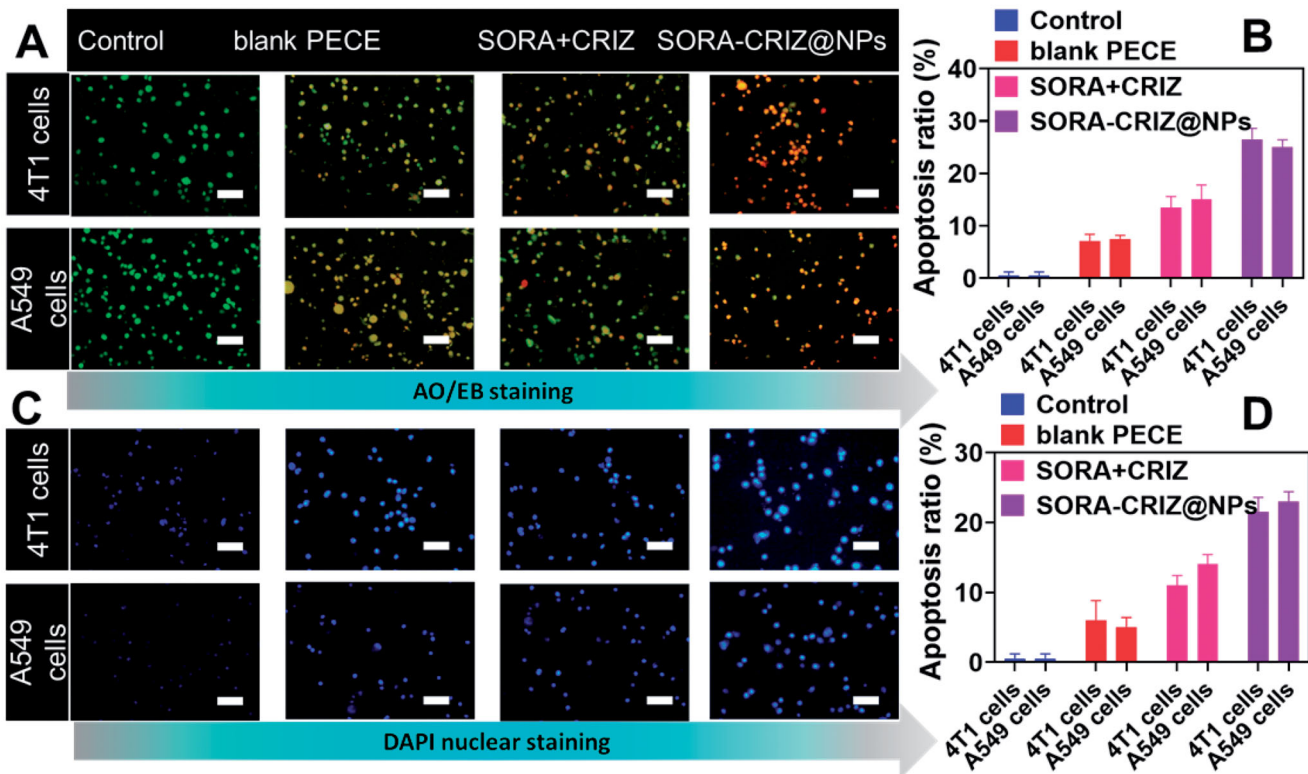 A
Control blank PECE SORA+CRIZ SORA-CRIZ@NPs
4T1 cells
A549
cells
AO/EB staining
B
Control
blank PECE
SORA+CRIZ
SORA-CRIZ@NPs
Apoptosis ratio (%)
40
30
20
10
0
4T1 cells
A549 cells
4T1 cells
A549 cells
4T1 cells
A549 cells
4T1 cells
A549 cells
C
4T1 cells
A549
cells
DAPI nuclear staining
D
Control
blank PECE
SORA+CRIZ
SORA-CRIZ@NPs
Apoptosis ratio (%)
30
20
10
0
4T1 cells
A549 cells
4T1 cells
A549 cells
4T1 cells
A549 cells
4T1 cells
A549 cells